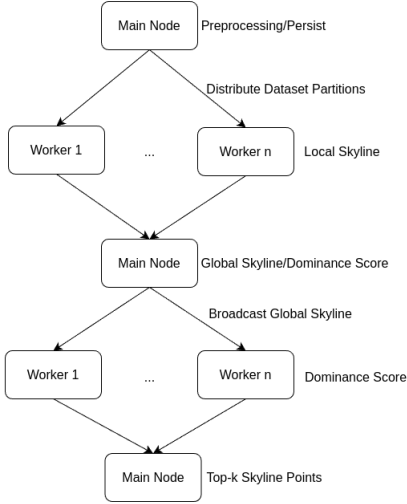 Main Node
Preprocessing/Persist
Distribute Dataset Partitions
Worker 1
...
Worker n
Local Skyline
Main Node
Global Skyline/Dominance Score
Broadcast Global Skyline
Worker 1
...
Worker n
Dominance Score
Main Node
Top-k Skyline Points